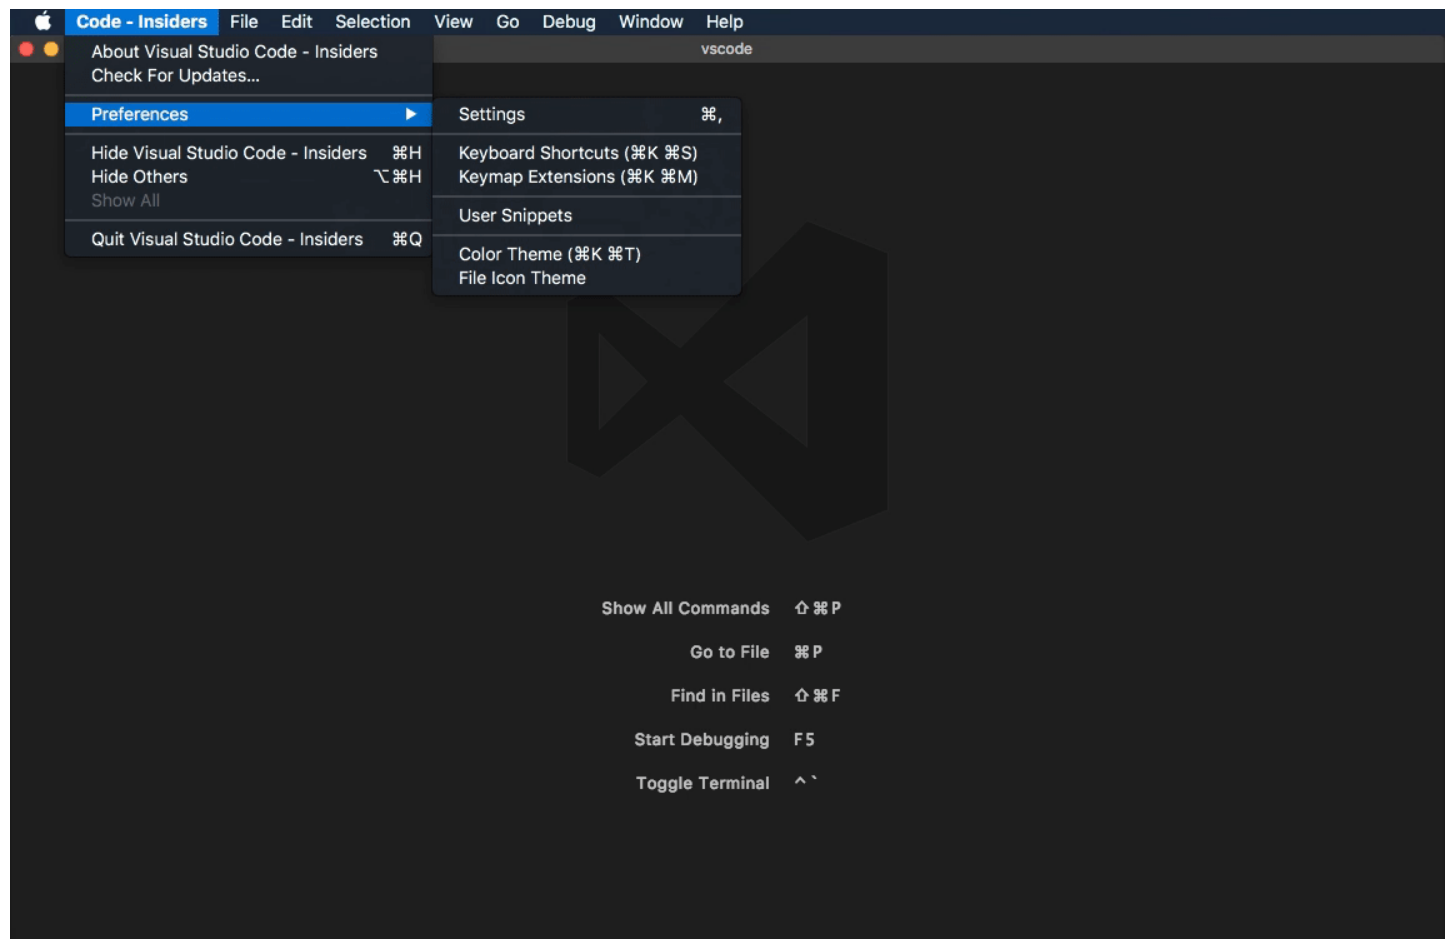 Code - Insiders File Edit Selection View Go Debug Window Help
vscode
About Visual Studio Code - Insiders
Check For Updates...
Preferences ▶
Hide Visual Studio Code - Insiders ⌘H
Hide Others ⌥⌘H
Show All
Quit Visual Studio Code - Insiders ⌘Q
Settings ⌘,
Keyboard Shortcuts (⌘K ⌘S)
Keymap Extensions (⌘K ⌘M)
User Snippets
Color Theme (⌘K ⌘T)
File Icon Theme
Show All Commands ⇧⌘P
Go to File ⌘P
Find in Files ⇧⌘F
Start Debugging F5
Toggle Terminal ^`